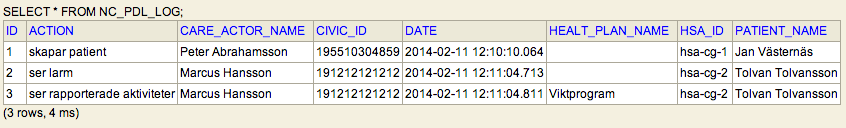 SELECT * FROM NC_PDL_LOG;
ID ACTION CARE_ACTOR_NAME CIVIC_ID DATE HEALT_PLAN_NAME HSA_ID PATIENT_NAME
1 skapar patient Peter Abrahamsson 195510304859 2014-02-11 12:10:10.064 hsa-cg-1 Jan Västernäs
2 ser larm Marcus Hansson 191212121212 2014-02-11 12:11:04.713 hsa-cg-2 Tolvan Tolvansson
3 ser rapporterade aktiviteter Marcus Hansson 191212121212 2014-02-11 12:11:04.811 Viktprogram hsa-cg-2 Tolvan Tolvansson
(3 rows, 4 ms)